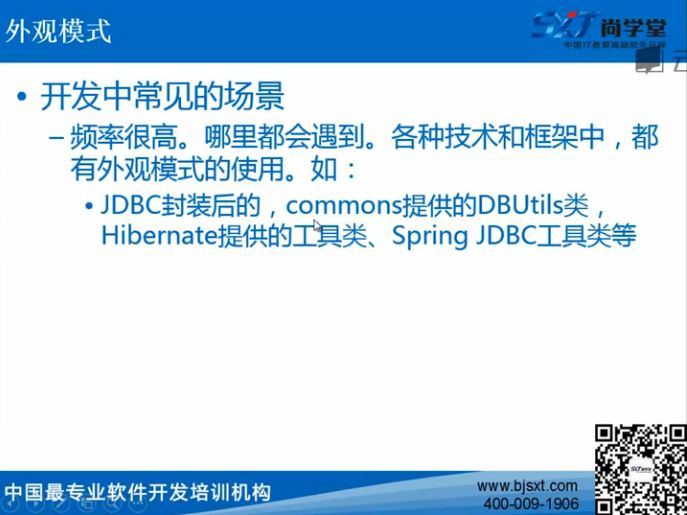 外观模式
SXT 尚学堂
中国IT教育高端领先品牌
云
• 开发中常见的场景
– 频率很高。哪里都会遇到。各种技术和框架中，都
有外观模式的使用。如：
• JDBC封装后的，commons提供的DBUtils类，
Hibernate提供的工具类、Spring JDBC工具类等
中国最专业软件开发培训机构
www.bjsxt.com
400-009-1906